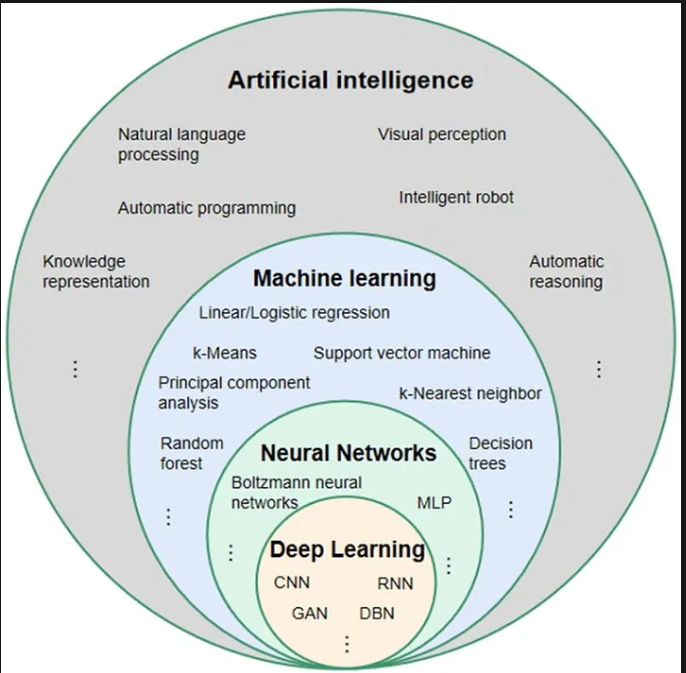 Artificial intelligence
Natural language
processing
Visual perception
Automatic programming
Intelligent robot
Knowledge
representation
Automatic
reasoning
Machine learning
Linear/Logistic regression
k-Means
Support vector machine
Principal component
analysis
k-Nearest neighbor
Random
forest
Decision
trees
Neural Networks
Boltzmann neural
networks
MLP
Deep Learning
CNN
RNN
GAN
DBN